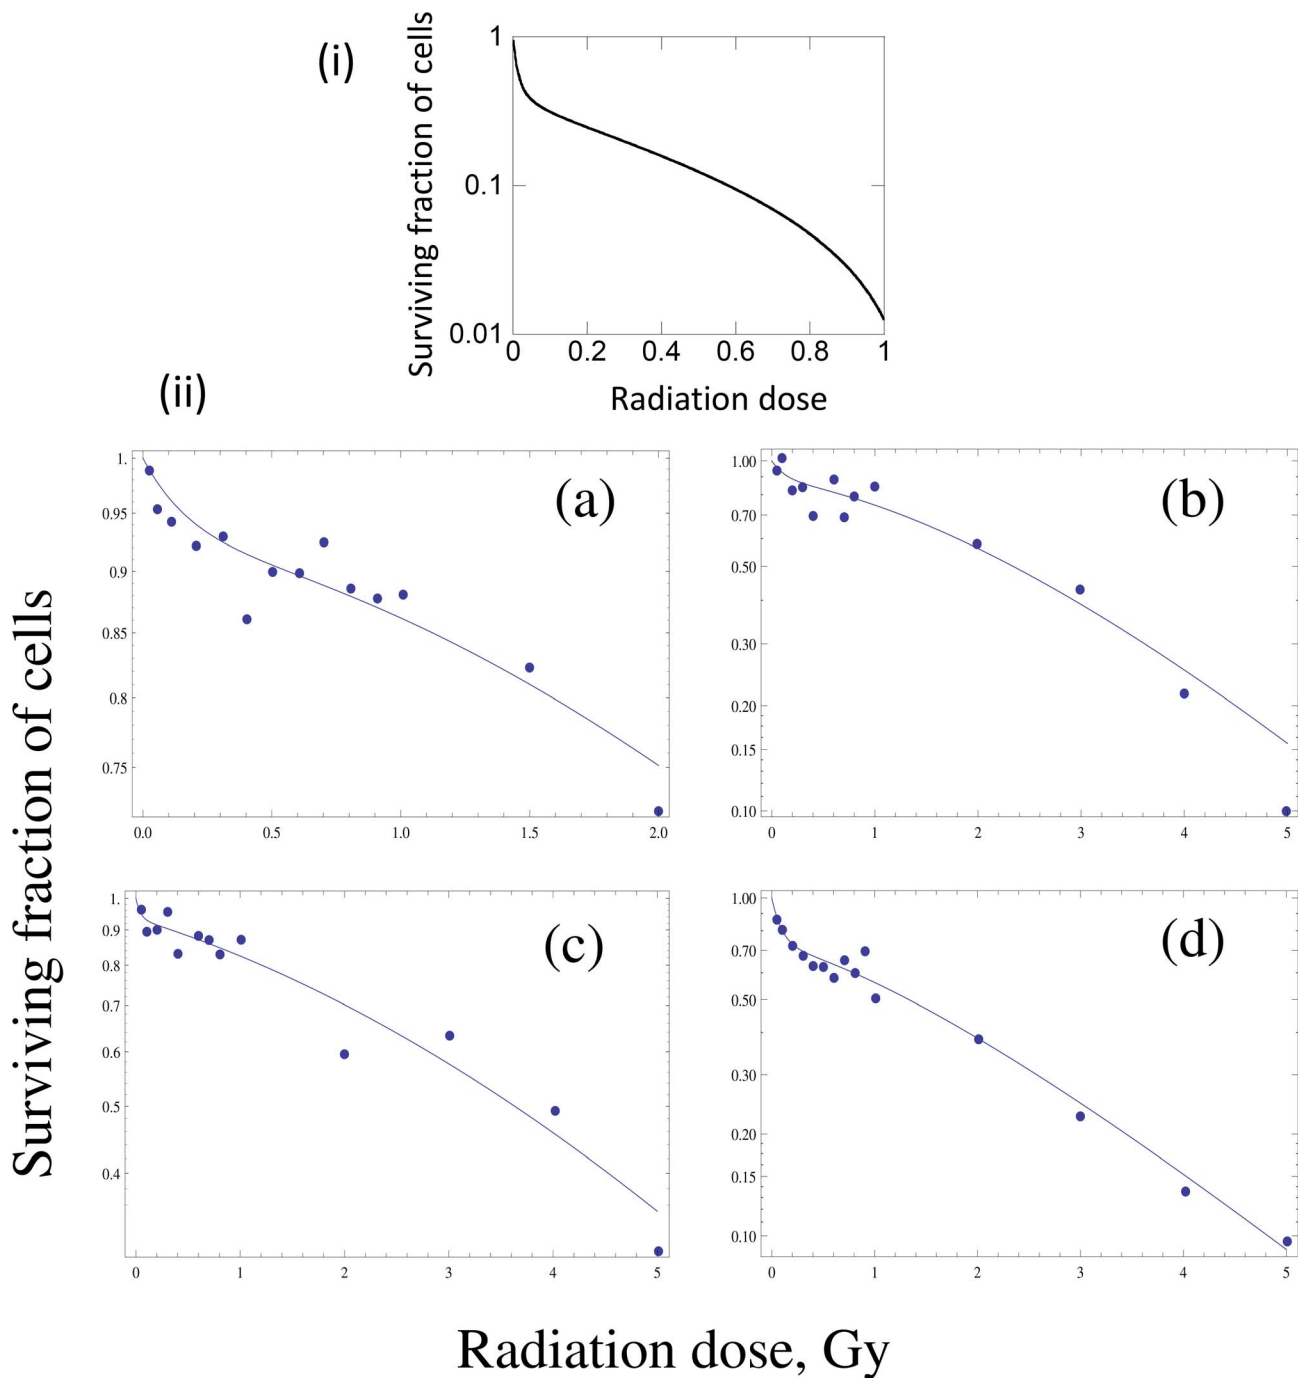 (i)
Surviving fraction of cells
1
0.1
0.01
0 0.2 0.4 0.6 0.8 1
Radiation dose
(ii)
Surviving fraction of cells
(a)
1.
0.95
0.9
0.85
0.8
0.75
0.0 0.5 1.0 1.5 2.0
(b)
1.00
0.70
0.50
0.30
0.20
0.15
0.10
0 1 2 3 4 5
(c)
1.
0.9
0.8
0.7
0.6
0.5
0.4
0 1 2 3 4 5
(d)
1.00
0.70
0.50
0.30
0.20
0.15
0.10
0 1 2 3 4 5
Radiation dose, Gy